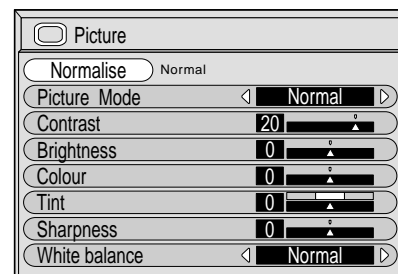 Picture
Normalise Normal
Picture Mode Normal
Contrast 20
Brightness 0
Colour 0
Tint 0
Sharpness 0
White balance Normal